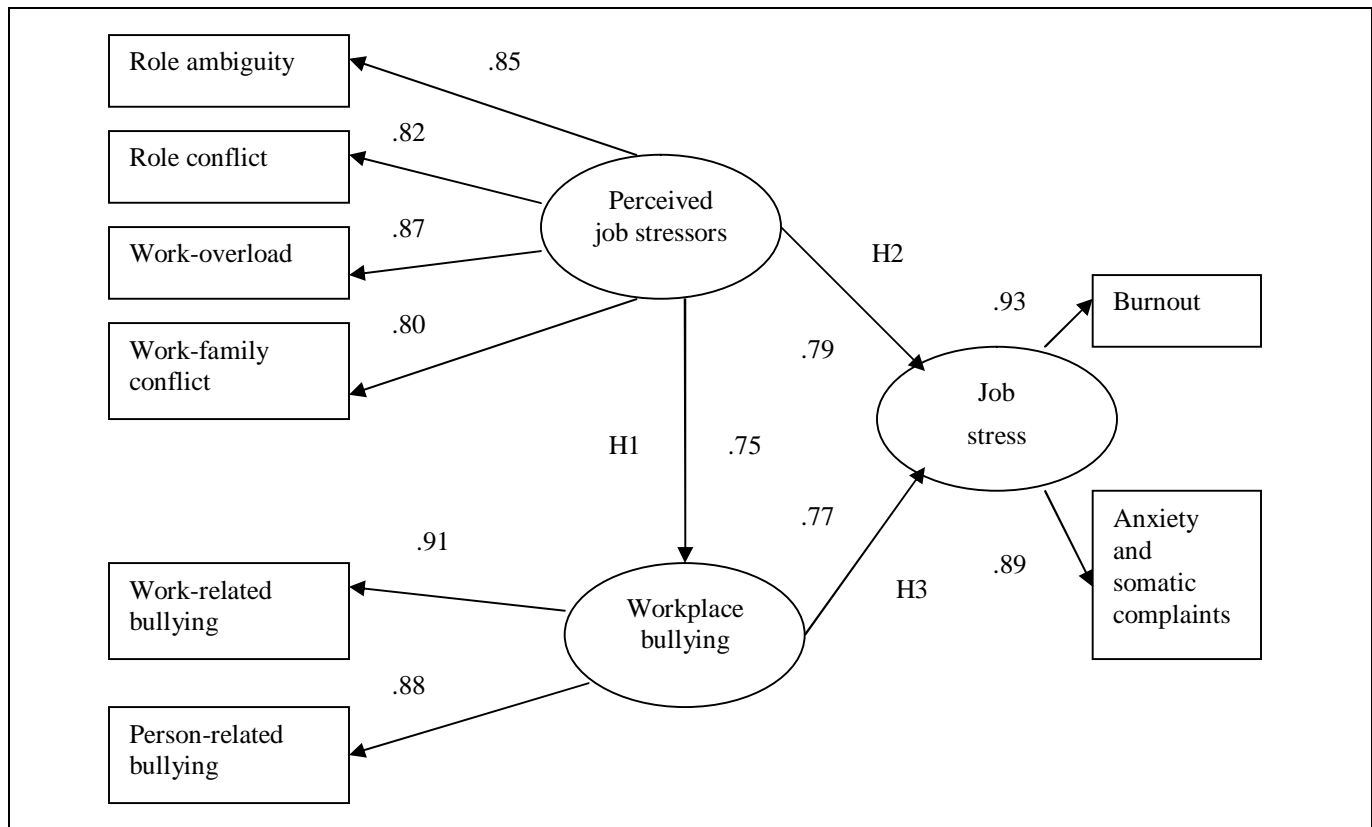 Role ambiguity
.85
Role conflict
.82
Work-overload
.87
Work-family
conflict
.80
Perceived
job stressors
H2
.79
.93
Burnout
Job
stress
H1
.75
.77
H3
.89
Anxiety
and
somatic
complaints
Work-related
bullying
.91
Workplace
bullying
Person-related
bullying
.88